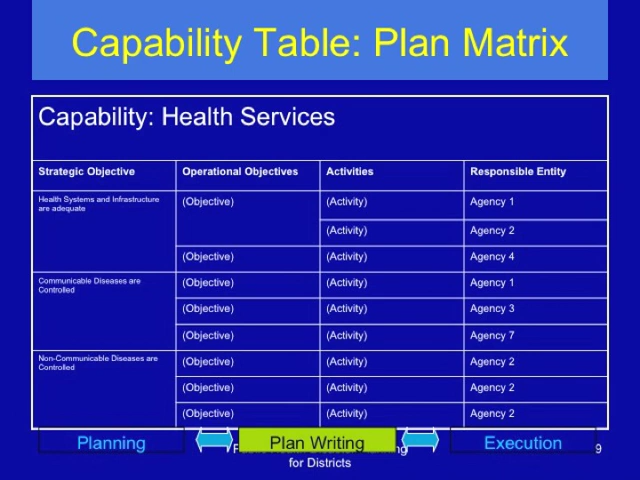 Capability Table: Plan Matrix
Capability: Health Services
Strategic Objective Operational Objectives Activities Responsible Entity
Health Systems and Infrastructure
are adequate
(Objective) (Activity) Agency 1
(Activity) Agency 2
(Objective) (Activity) Agency 4
Communicable Diseases are
Controlled
(Objective) (Activity) Agency 1
(Objective) (Activity) Agency 3
(Objective) (Activity) Agency 7
Non-Communicable Diseases are
Controlled
(Objective) (Activity) Agency 2
(Objective) (Activity) Agency 2
(Objective) (Activity) Agency 2
Planning Plan Writing Execution
9
for Districts